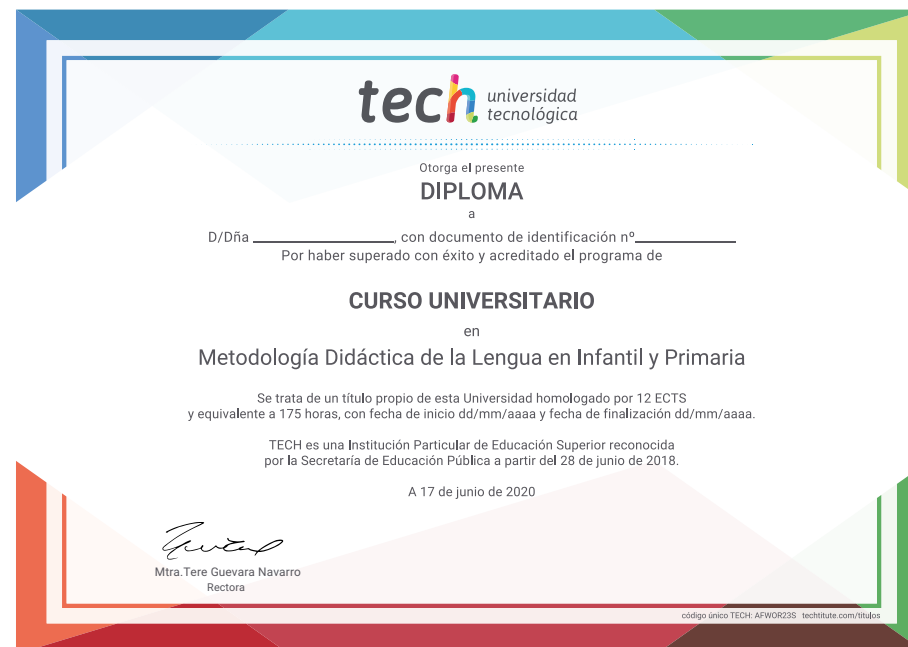 tech universidad
tecnológica
Otorga el presente
DIPLOMA
a
D/Dña ____________________, con documento de identificación nº______________
Por haber superado con éxito y acreditado el programa de
CURSO UNIVERSITARIO
en
Metodología Didáctica de la Lengua en Infantil y Primaria
Se trata de un título propio de esta Universidad homologado por 12 ECTS
y equivalente a 175 horas, con fecha de inicio dd/mm/aaaa y fecha de finalización dd/mm/aaaa.
TECH es una Institución Particular de Educación Superior reconocida
por la Secretaría de Educación Pública a partir del 28 de junio de 2018.
A 17 de junio de 2020
Mtra.Tere Guevara Navarro
Rectora
código único TECH: AFWOR23S techtitute.com/titulos